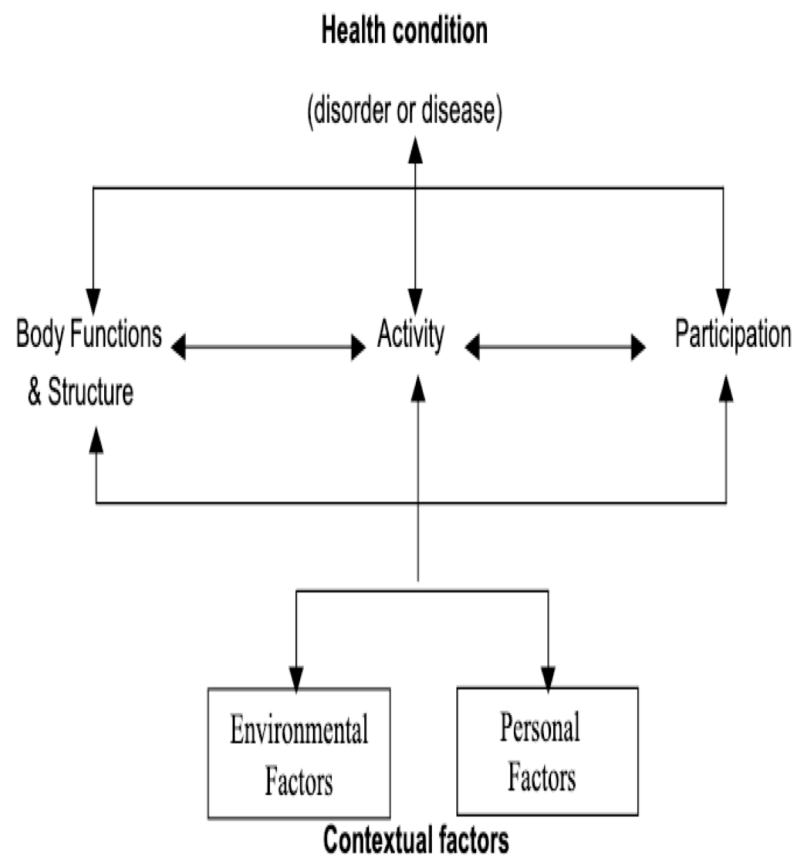 Health condition
(disorder or disease)
Body Functions
& Structure
Activity
Participation
Environmental
Factors
Personal
Factors
Contextual factors